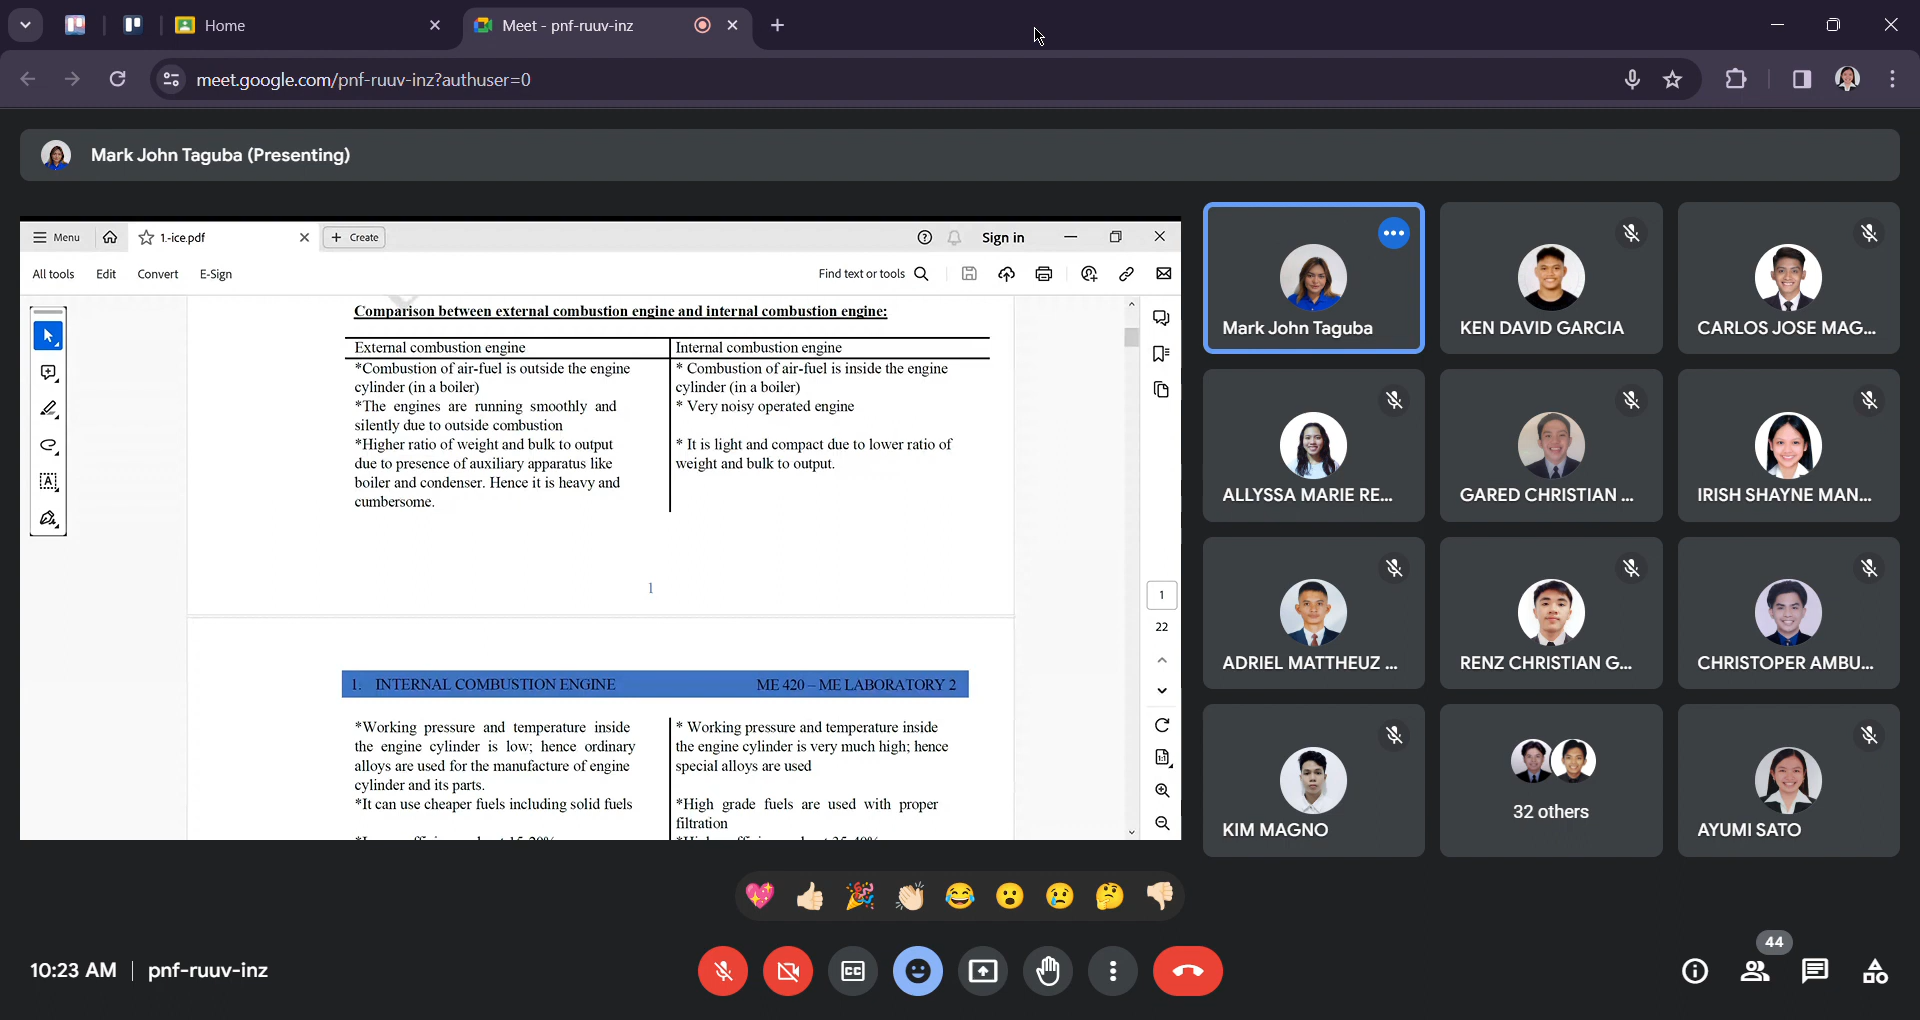 Home
Meet - pnf-ruuv-inz
meet.google.com/pnf-ruuv-inz?authuser=0
Mark John Taguba (Presenting)
Menu
1.-ice.pdf
+ Create
Sign in
All tools
Edit
Convert
E-Sign
Find text or tools
Comparison between external combustion engine and internal combustion engine:
External combustion engine
*Combustion of air-fuel is outside the engine
cylinder (in a boiler)
*The engines are running smoothly and
silently due to outside combustion
*Higher ratio of weight and bulk to output
due to presence of auxiliary apparatus like
boiler and condenser. Hence it is heavy and
cumbersome.
Internal combustion engine
* Combustion of air-fuel is inside the engine
cylinder (in a boiler)
* Very noisy operated engine
* It is light and compact due to lower ratio of
weight and bulk to output.
1
1. INTERNAL COMBUSTION ENGINE
ME 420 – ME LABORATORY 2
*Working pressure and temperature inside
the engine cylinder is low; hence ordinary
alloys are used for the manufacture of engine
cylinder and its parts.
*It can use cheaper fuels including solid fuels
* Working pressure and temperature inside
the engine cylinder is very much high; hence
special alloys are used
*High grade fuels are used with proper
filtration
1
22
Mark John Taguba
KEN DAVID GARCIA
CARLOS JOSE MAG...
ALLYSSA MARIE RE...
GARED CHRISTIAN ...
IRISH SHAYNE MAN...
ADRIEL MATTHEUZ ...
RENZ CHRISTIAN G...
CHRISTOPER AMBU...
KIM MAGNO
32 others
AYUMI SATO
10:23 AM | pnf-ruuv-inz
CC
44